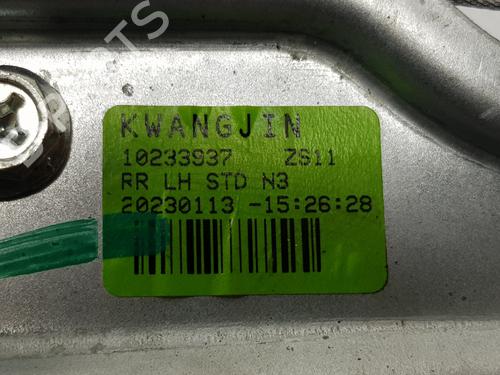 KWANGJIN
10233937 ZS11
RR LH STD N3
20230113 -15:26:28